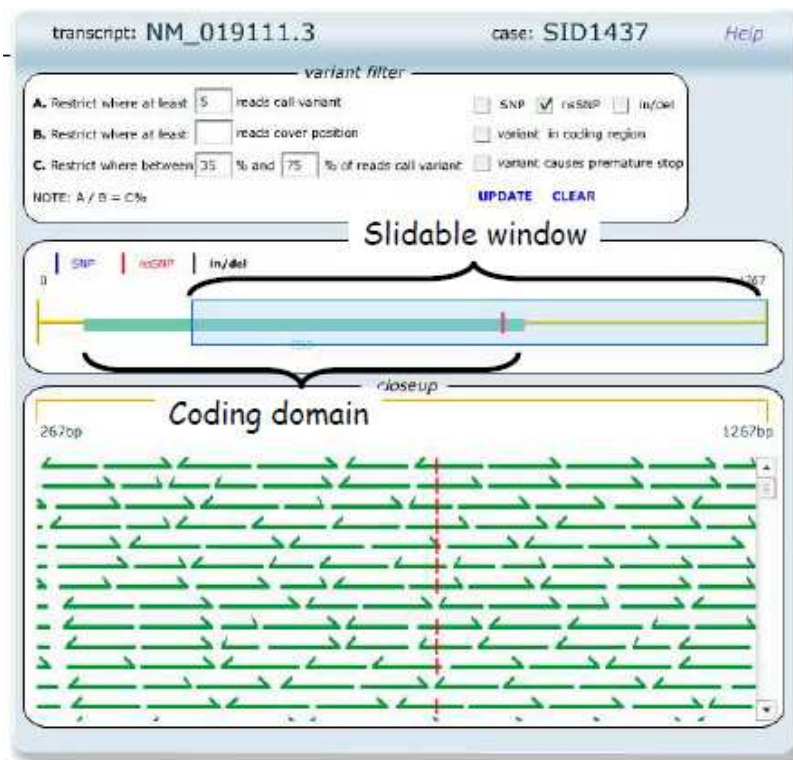 transcript: NM_019111.3 case: SID1437 Help
variant filter
A. Restrict where at least 5 reads call variant SNP nsSNP in/del
B. Restrict where at least reads cover position variant in coding region
C. Restrict where between 35 % and 75 % of reads call variant variant causes premature stop
NOTE: A / B = C% UPDATE CLEAR
Slidable window
SNP nsSNP in/del
0 1267
closeup
Coding domain
267bp 1267bp